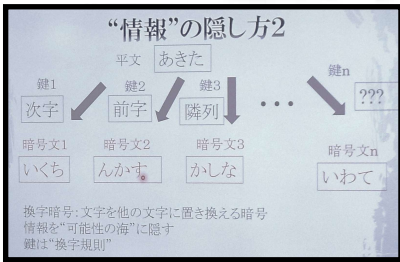 “情報”の隠し方2
平文 あきた
鍵1 鍵2 鍵3 鍵n
次字 前字 隣列 ・・・ ???
暗号文1 暗号文2 暗号文3 暗号文n
いくち んかす かしな いわて
換字暗号:文字を他の文字に置き換える暗号
情報を“可能性の海”に隠す
鍵は“換字規則”